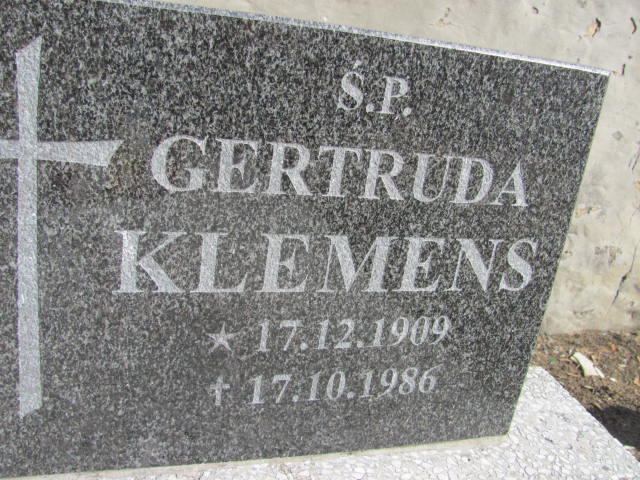 Ś.P.
GERTRUDA
KLEMENS
★ 17.12.1909
✝ 17.10.1986